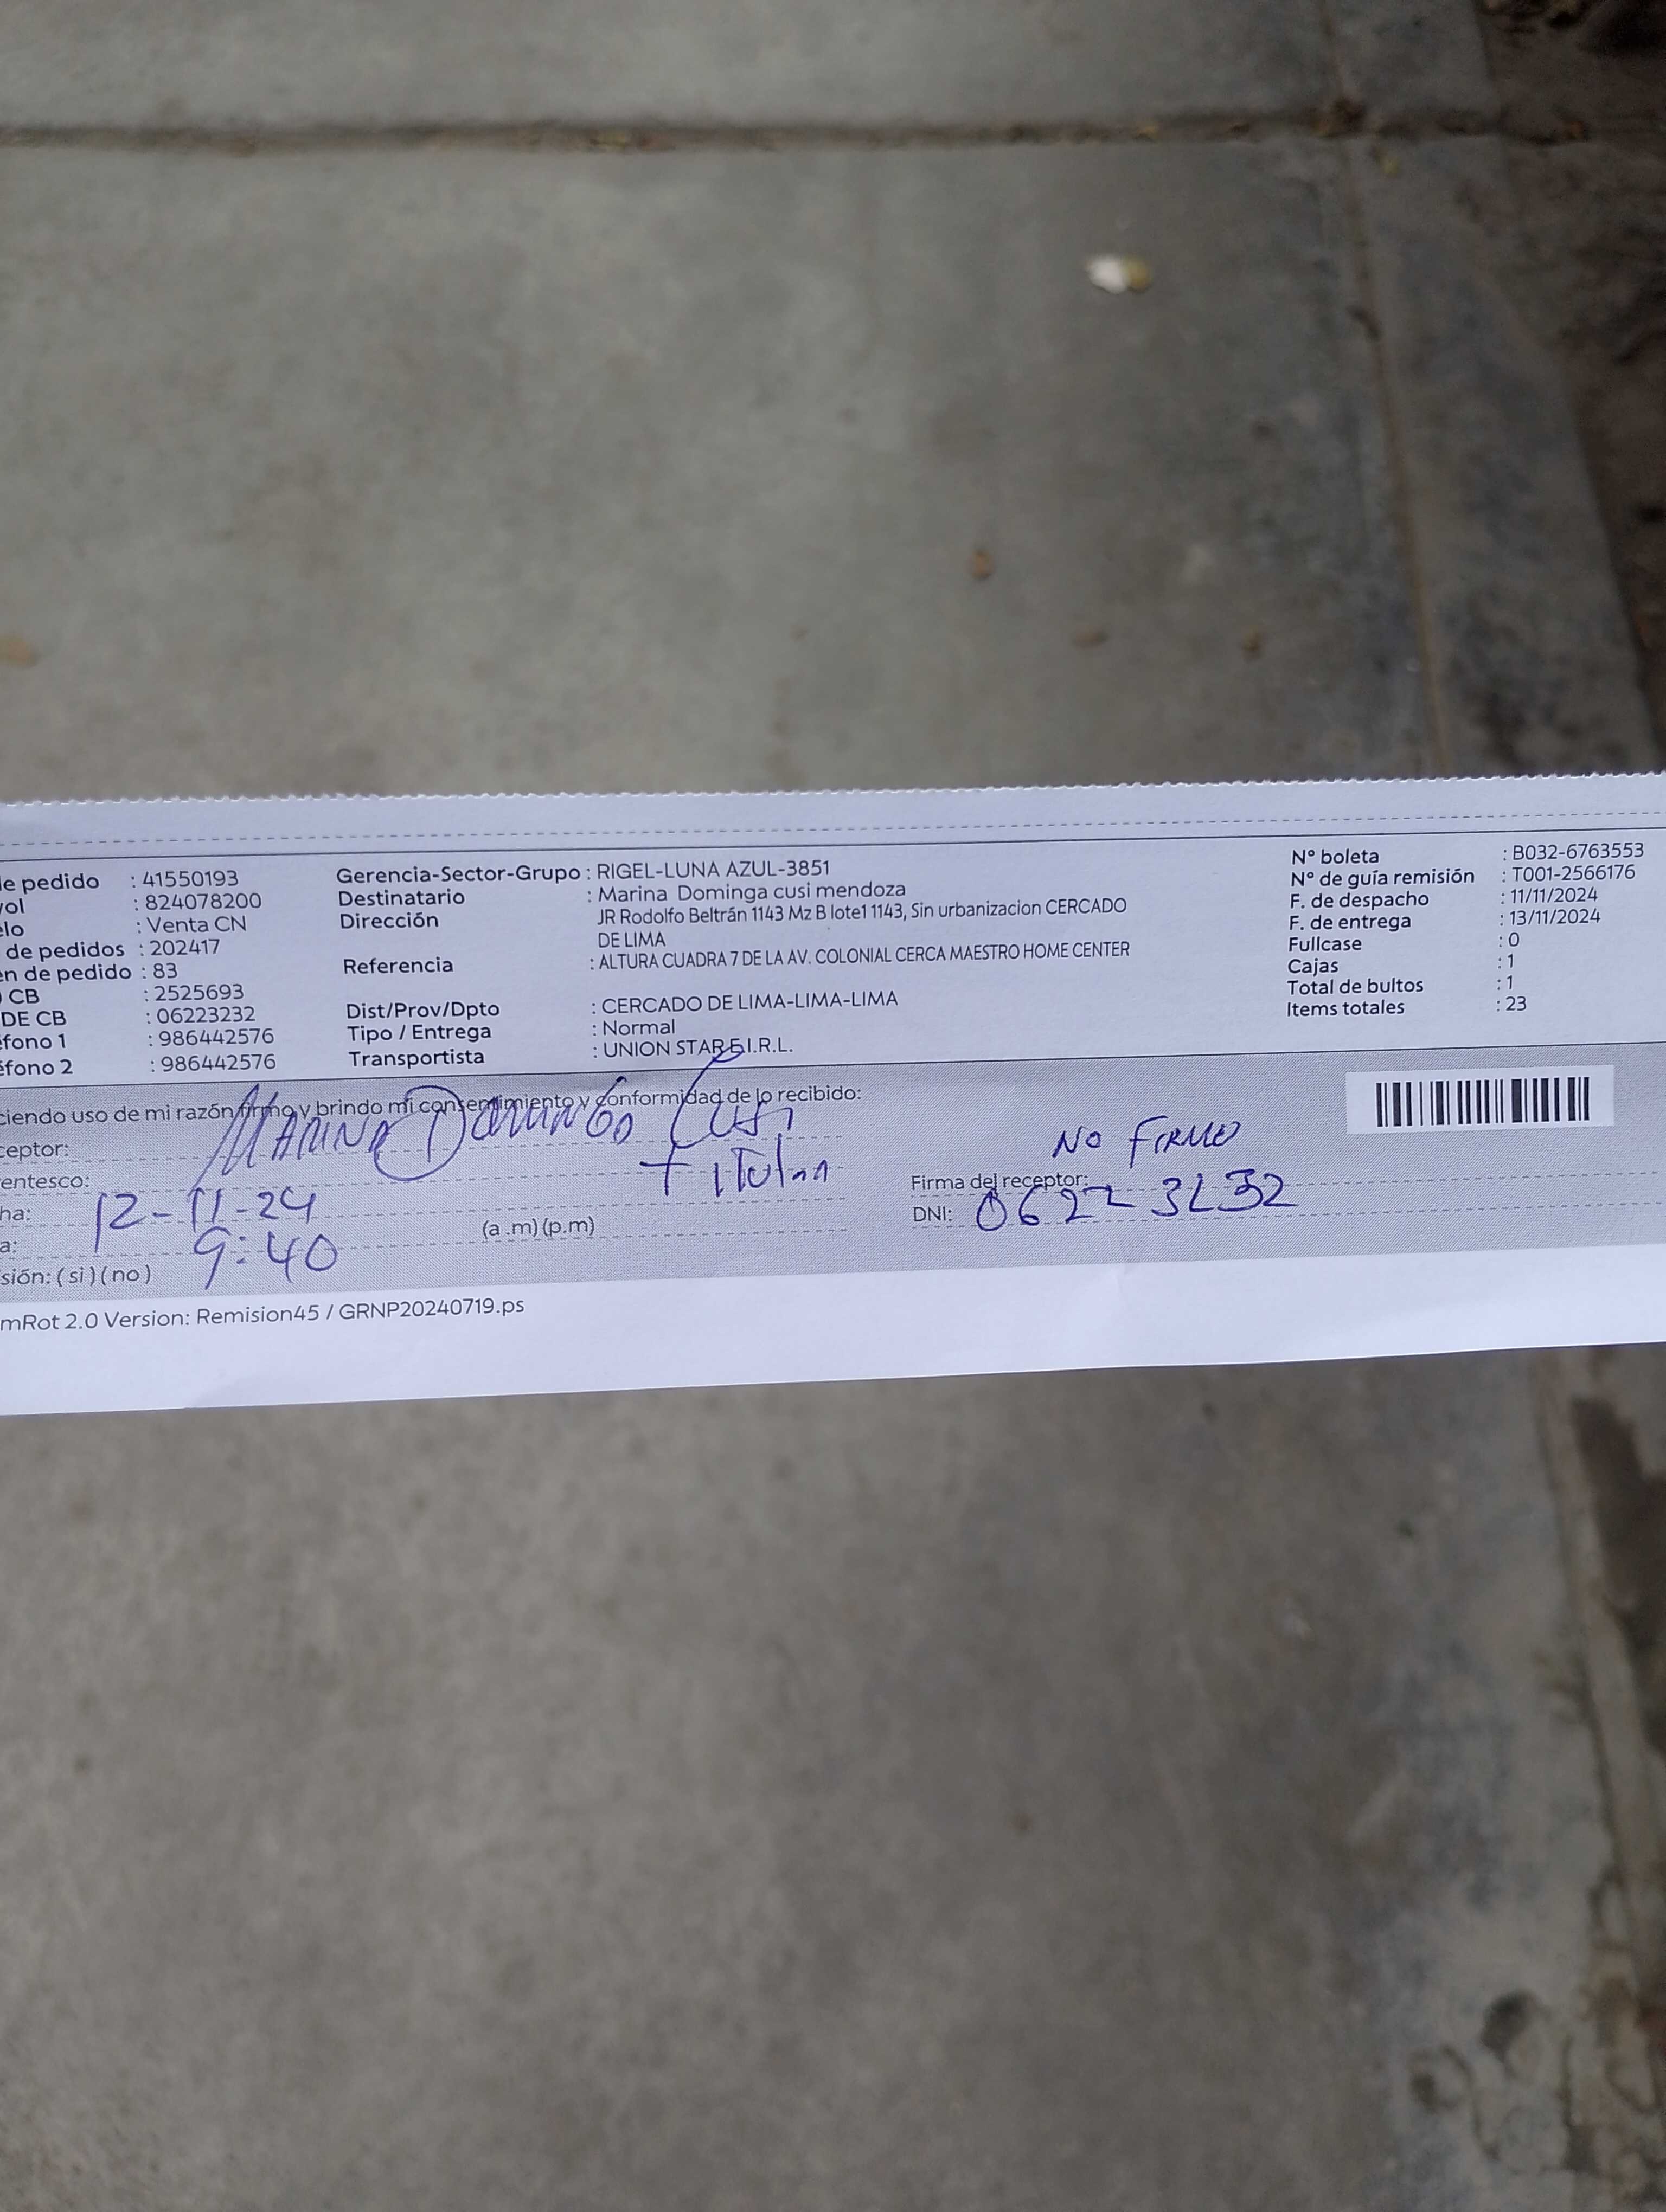 e pedido : 41550193
ol : 824078200
elo : Venta CN
de pedidos : 202417
en de pedido : 83
CB : 2525693
DE CB : 06223232
éfono 1 : 986442576
éfono 2 : 986442576
Gerencia-Sector-Grupo : RIGEL-LUNA AZUL-3851
Destinatario : Marina Dominga cusi mendoza
Dirección JR Rodolfo Beltrán 1143 Mz B lote1 1143, Sin urbanizacion CERCADO
DE LIMA
Referencia : ALTURA CUADRA 7 DE LA AV. COLONIAL CERCA MAESTRO HOME CENTER
Dist/Prov/Dpto : CERCADO DE LIMA-LIMA-LIMA
Tipo / Entrega : Normal
Transportista : UNION STAR E.I.R.L.
N° boleta : B032-6763553
N° de guía remisión : T001-2566176
F. de despacho : 11/11/2024
F. de entrega : 13/11/2024
Fullcase : 0
Cajas : 1
Total de bultos : 1
Items totales : 23
ciendo uso de mi razón firmo y brindo mi consentimiento y conformidad de lo recibido:
ceptor: MARINA DOMINGA CUSI
entesco: TITULAR
ha: 12-11-24
a: 9:40 (a .m) (p.m)
sión: ( si ) ( no )
NO FIRMO
Firma del receptor:
DNI: 06223232
mRot 2.0 Version: Remision45 / GRNP20240719.ps